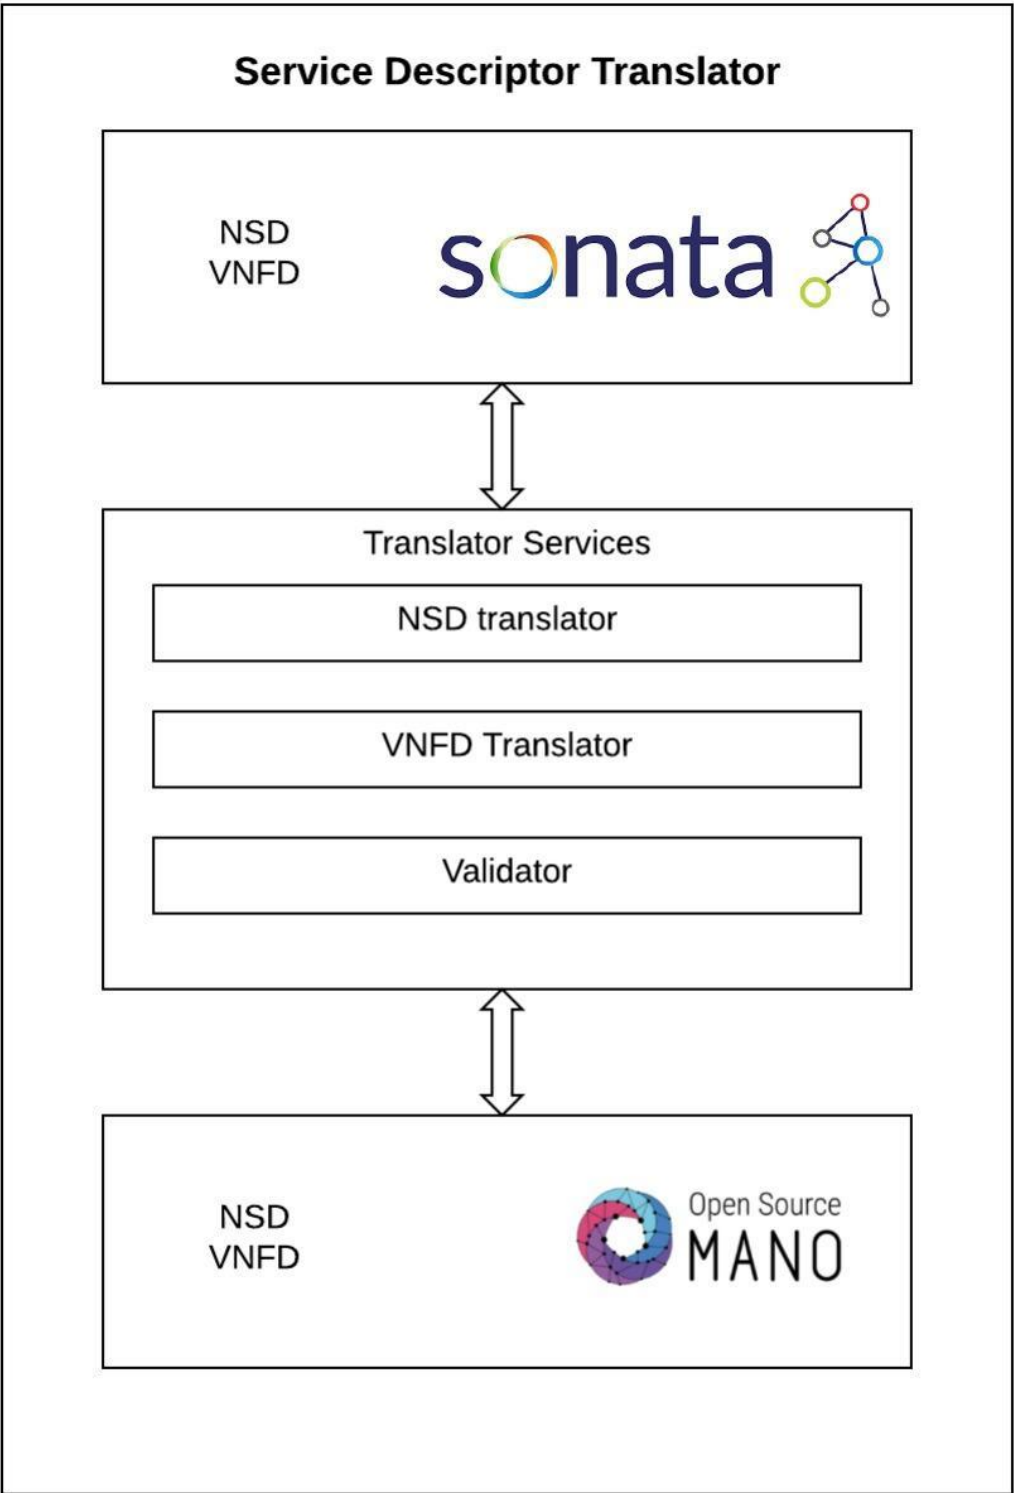 Service Descriptor Translator
NSD
VNFD
sonata
Translator Services
NSD translator
VNFD Translator
Validator
NSD
VNFD
Open Source
MANO